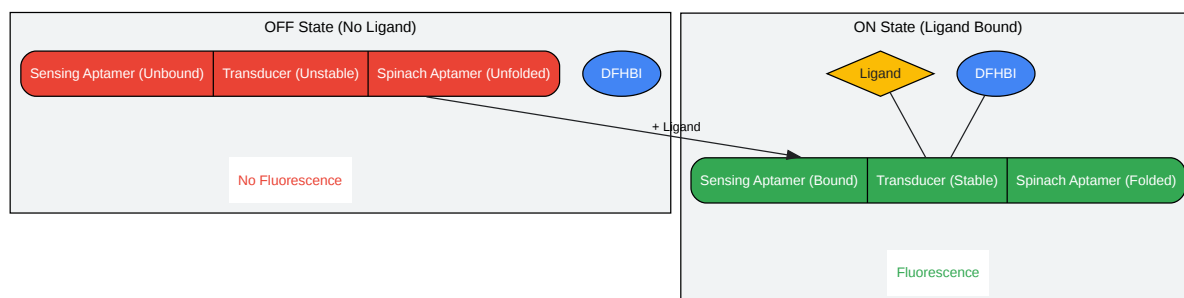 OFF State (No Ligand)
Sensing Aptamer (Unbound)
Transducer (Unstable)
Spinach Aptamer (Unfolded)
DFHBI
No Fluorescence
+ Ligand
ON State (Ligand Bound)
Ligand
DFHBI
Sensing Aptamer (Bound)
Transducer (Stable)
Spinach Aptamer (Folded)
Fluorescence